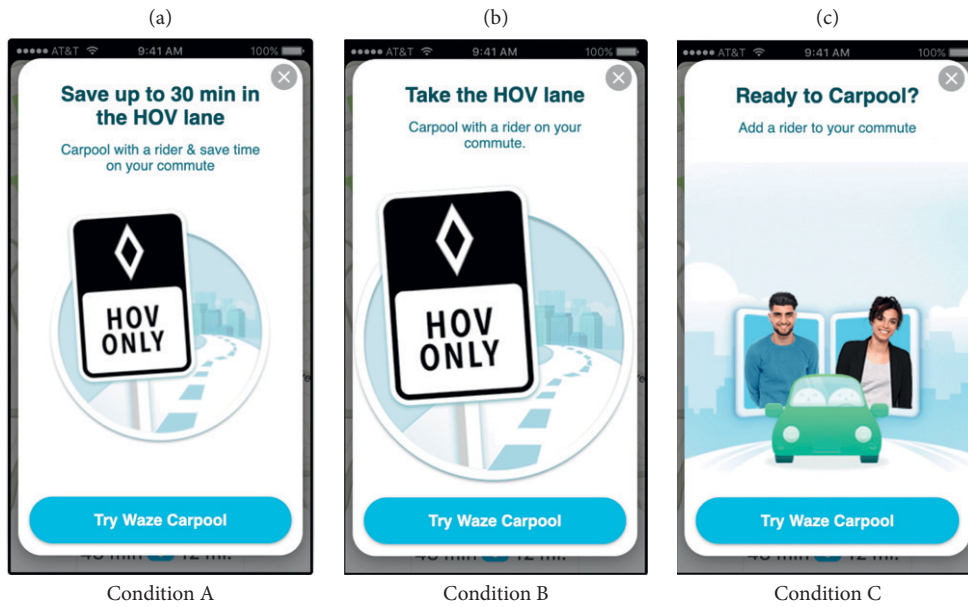 (a)
●●●●● AT&T 9:41 AM 100%
Save up to 30 min in
the HOV lane
Carpool with a rider & save time
on your commute
HOV
ONLY
Try Waze Carpool
Condition A
(b)
●●●●● AT&T 9:41 AM 100%
Take the HOV lane
Carpool with a rider on your
commute.
HOV
ONLY
Try Waze Carpool
Condition B
(c)
●●●●● AT&T 9:41 AM 100%
Ready to Carpool?
Add a rider to your commute
Try Waze Carpool
Condition C